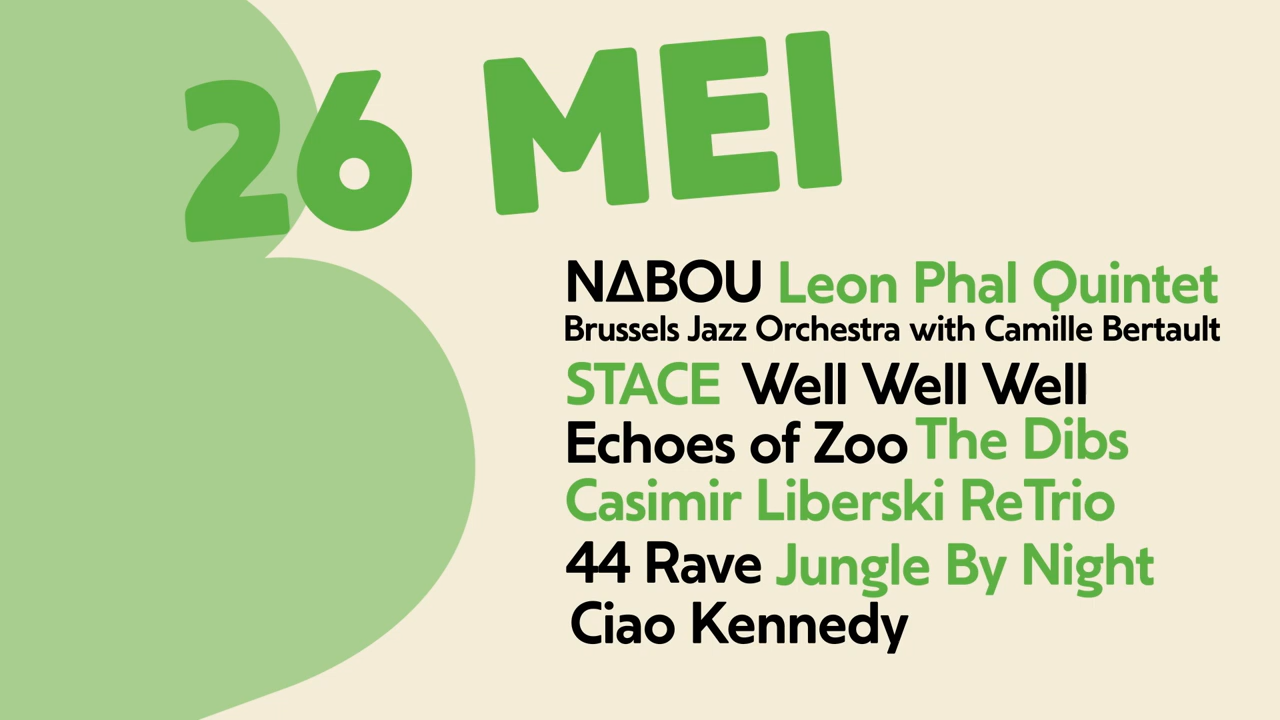 26 MEI
NΔBOU Leon Phal Quintet
Brussels Jazz Orchestra with Camille Bertault
STACE Well Well Well
Echoes of Zoo The Dibs
Casimir Liberski ReTrio
44 Rave Jungle By Night
Ciao Kennedy